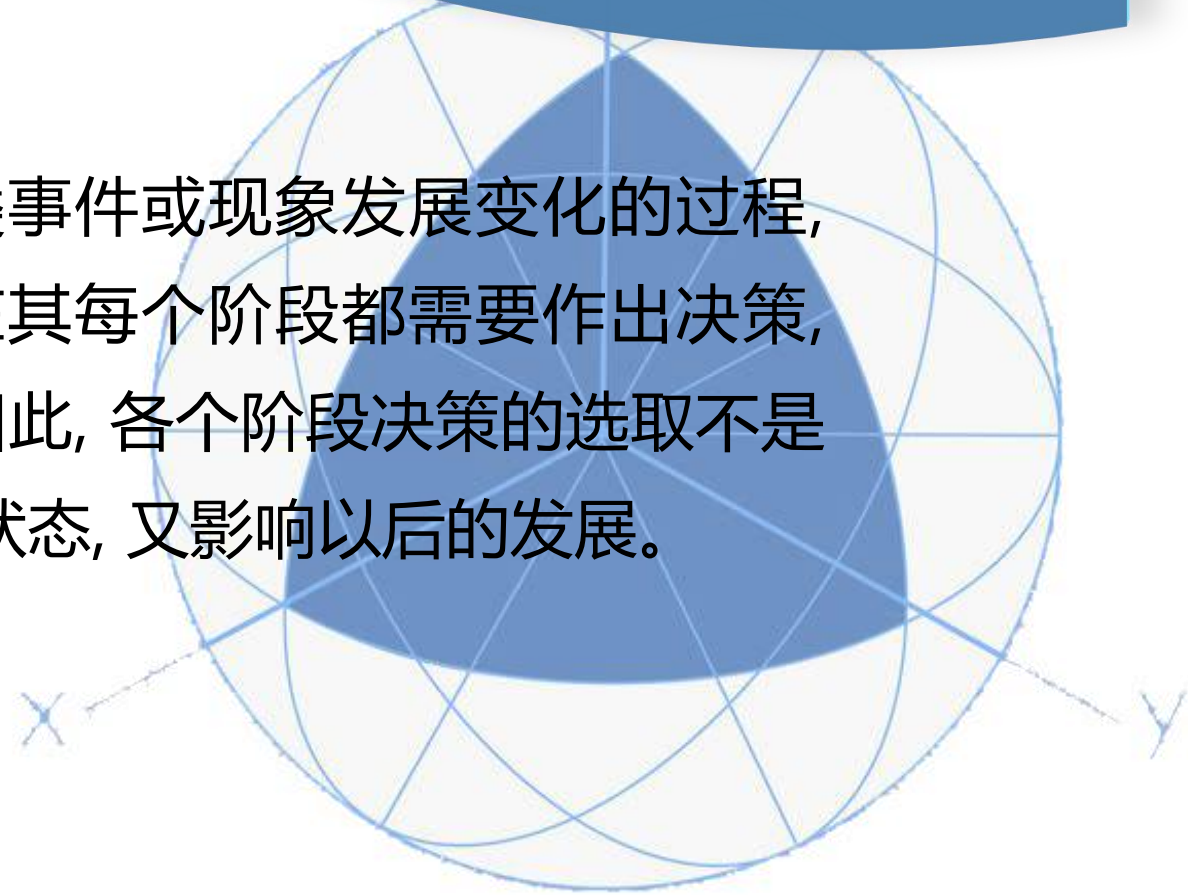 事件或现象发展变化的过程,
其每个阶段都需要作出决策,
此, 各个阶段决策的选取不是
状态, 又影响以后的发展。
X
Y